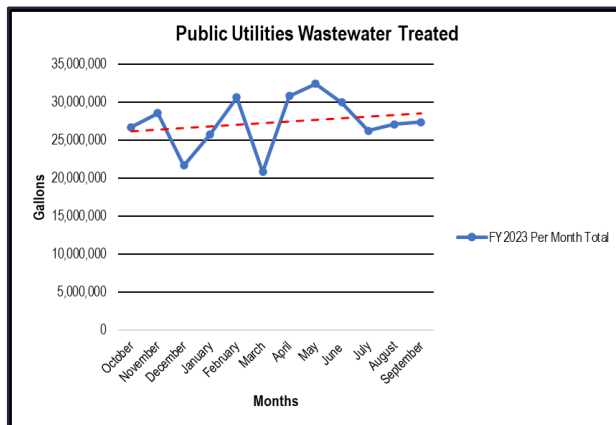 Public Utilities Wastewater Treated
35,000,000
30,000,000
25,000,000
20,000,000
15,000,000
10,000,000
5,000,000
0
Gallons
October
November
December
January
February
March
April
May
June
July
August
September
Months
FY2023 Per Month Total